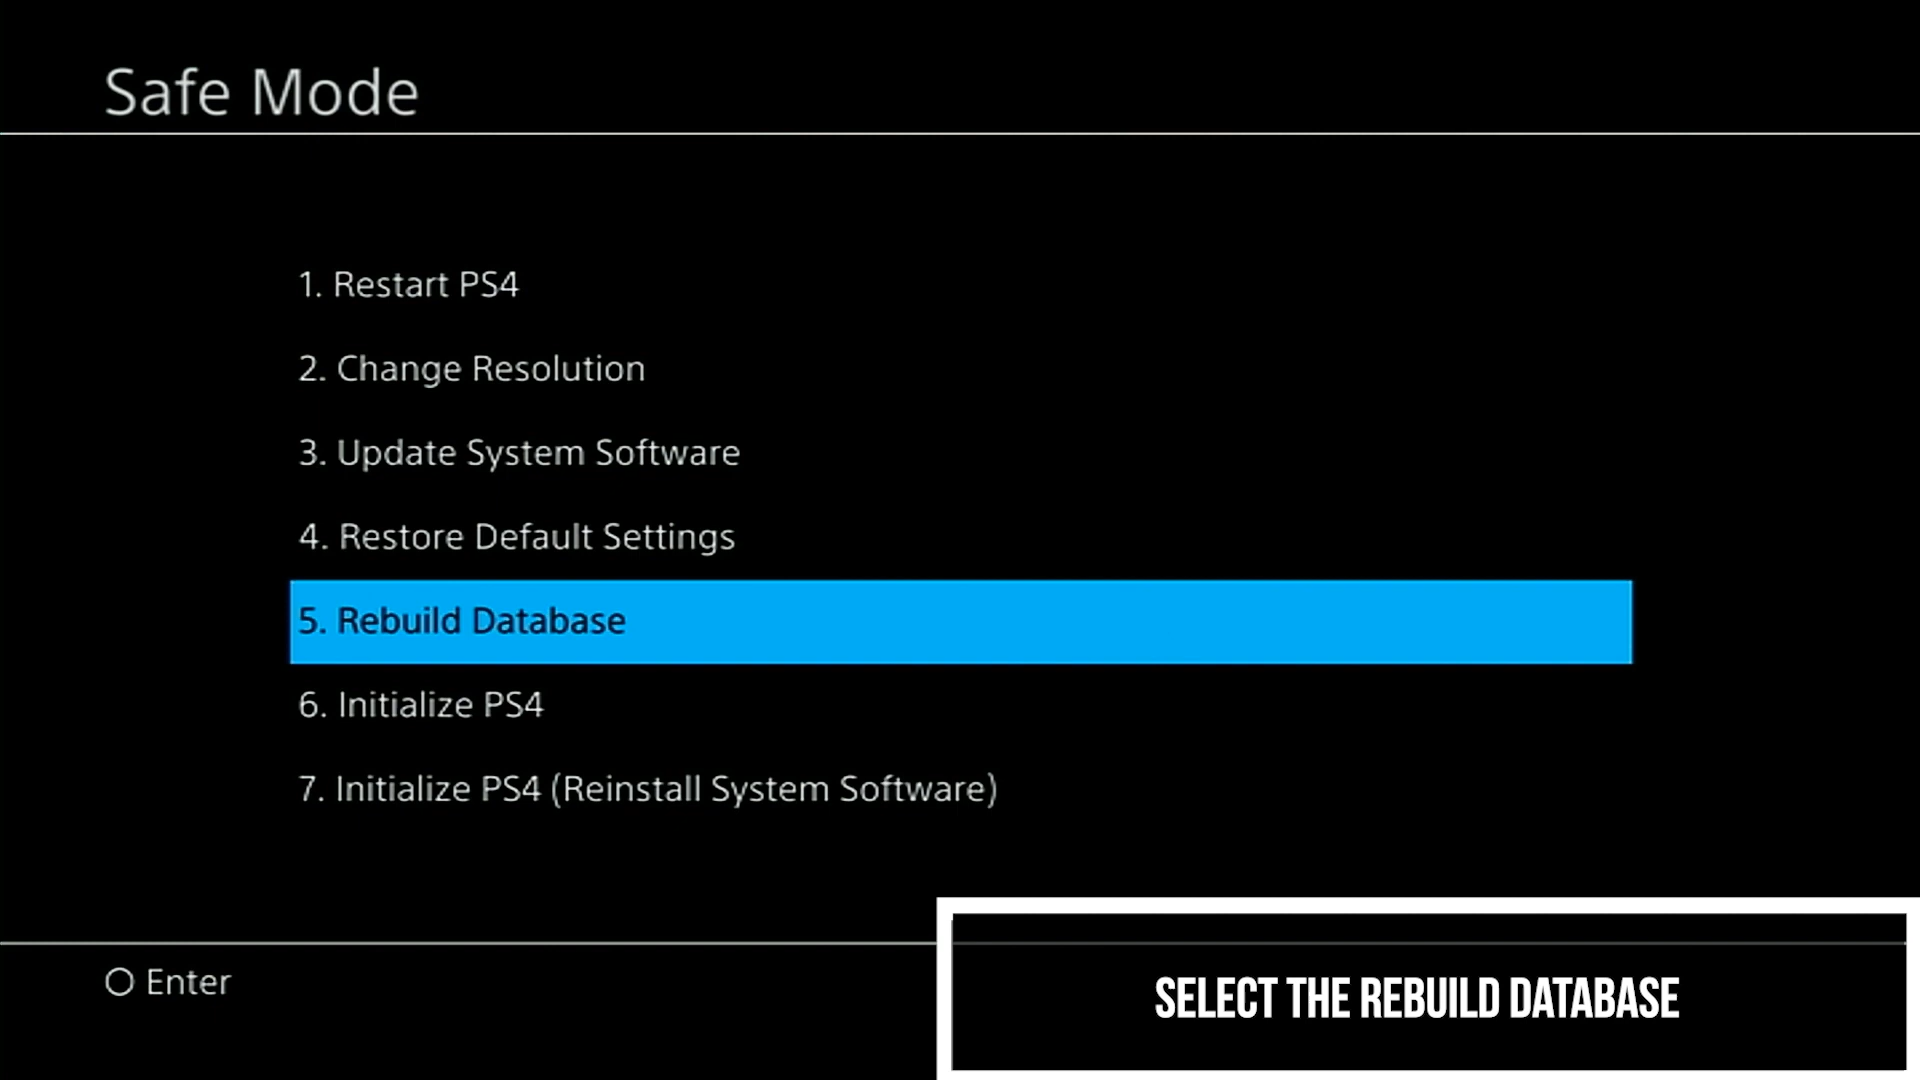 Safe Mode
1. Restart PS4
2. Change Resolution
3. Update System Software
4. Restore Default Settings
5. Rebuild Database
6. Initialize PS4
7. Initialize PS4 (Reinstall System Software)
Enter
SELECT THE REBUILD DATABASE